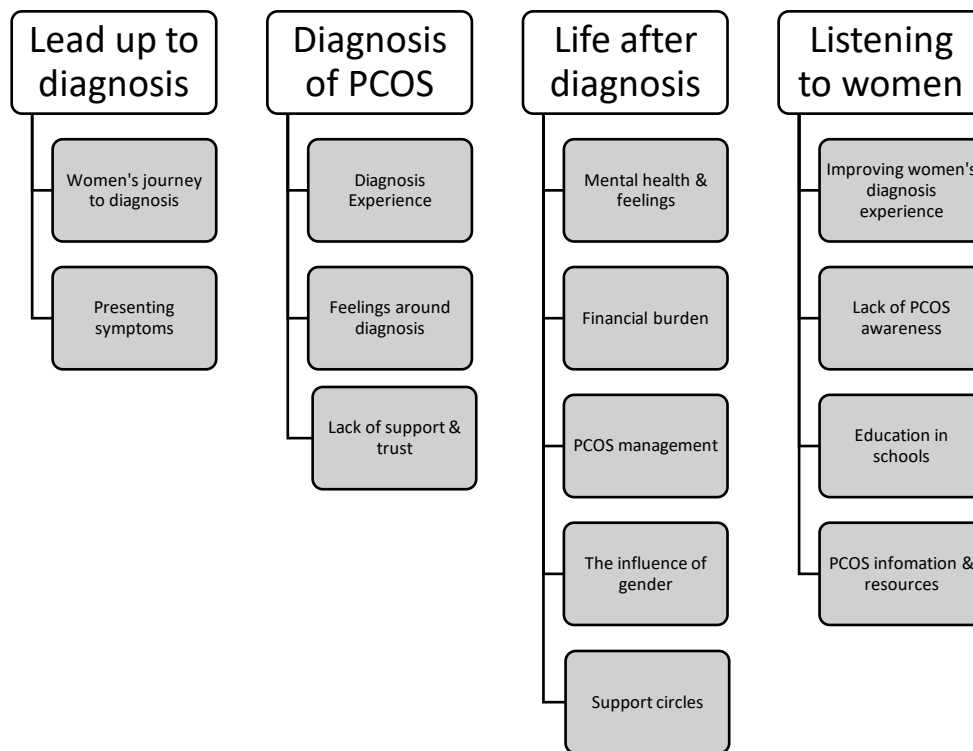 Lead up to
diagnosis
Women's journey
to diagnosis
Presenting
symptoms
Diagnosis
of PCOS
Diagnosis
Experience
Feelings around
diagnosis
Lack of support &
trust
Life after
diagnosis
Mental health &
feelings
Financial burden
PCOS management
The influence of
gender
Support circles
Listening
to women
Improving women's
diagnosis
experience
Lack of PCOS
awareness
Education in
schools
PCOS infomation &
resources